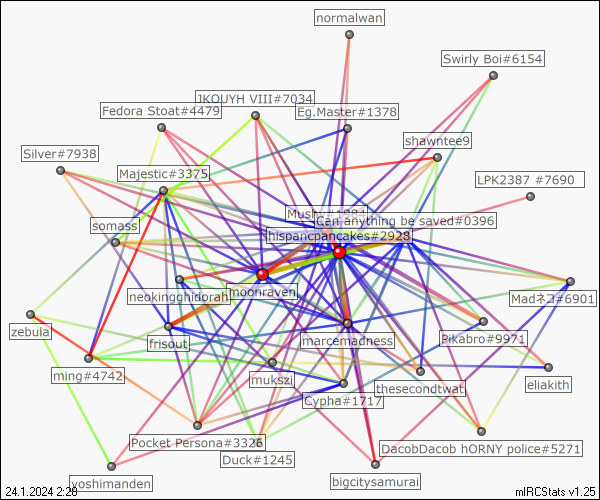 normalwan
Swirly Boi#6154
JKOUYH VIII#7034
Fedora Stoat#4479
Eg.Master#1378
shawntee9
Silver#7938
Majestic#3375
LPK2387 #7690
Can anything be saved#0396
somass
hispancpancakes#2928
neokingghidorah
moonraven
Madネコ#6901
zebula
frisout
marcemadness
Pikabro#9971
ming#4742
mukszi
thesecondtwat
eliakith
Cypha#1717
Pocket Persona#3326
DacobDacob hORNY police#5271
Duck#1245
yoshimanden
bigcitysamurai
24.1.2024 2:28
mIRCStats v1.25